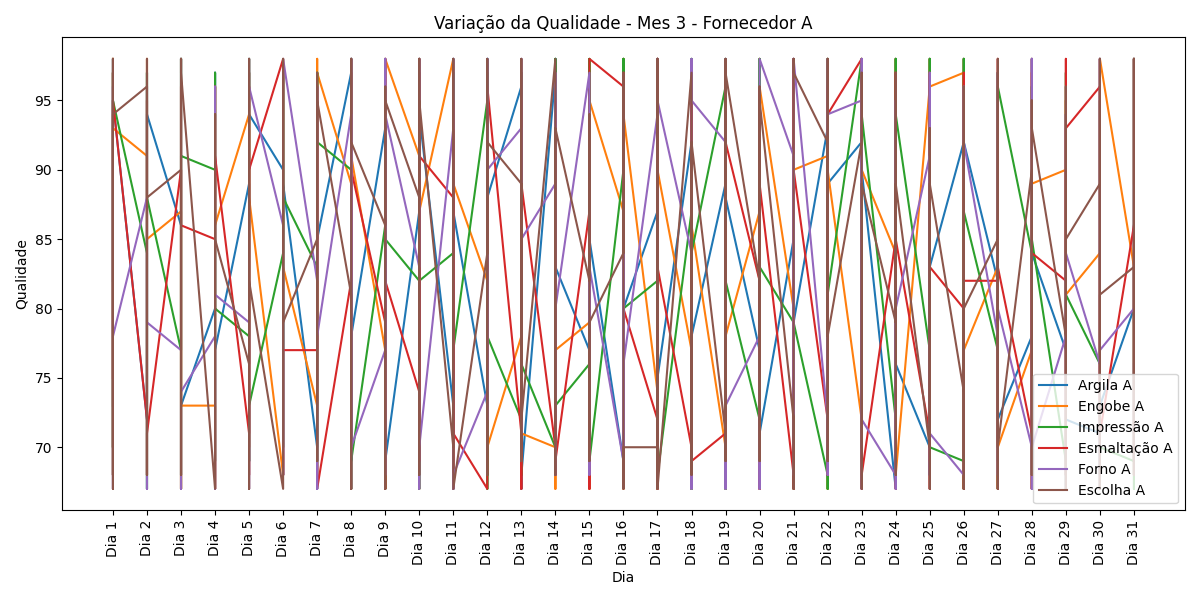 Variação da Qualidade - Mes 3 - Fornecedor A
Qualidade
95
90
85
80
75
70
Argila A
Engobe A
Impressão A
Esmaltação A
Forno A
Escolha A
Dia 1
Dia 2
Dia 3
Dia 4
Dia 5
Dia 6
Dia 7
Dia 8
Dia 9
Dia 10
Dia 11
Dia 12
Dia 13
Dia 14
Dia 15
Dia 16
Dia 17
Dia 18
Dia 19
Dia 20
Dia 21
Dia 22
Dia 23
Dia 24
Dia 25
Dia 26
Dia 27
Dia 28
Dia 29
Dia 30
Dia 31
Dia